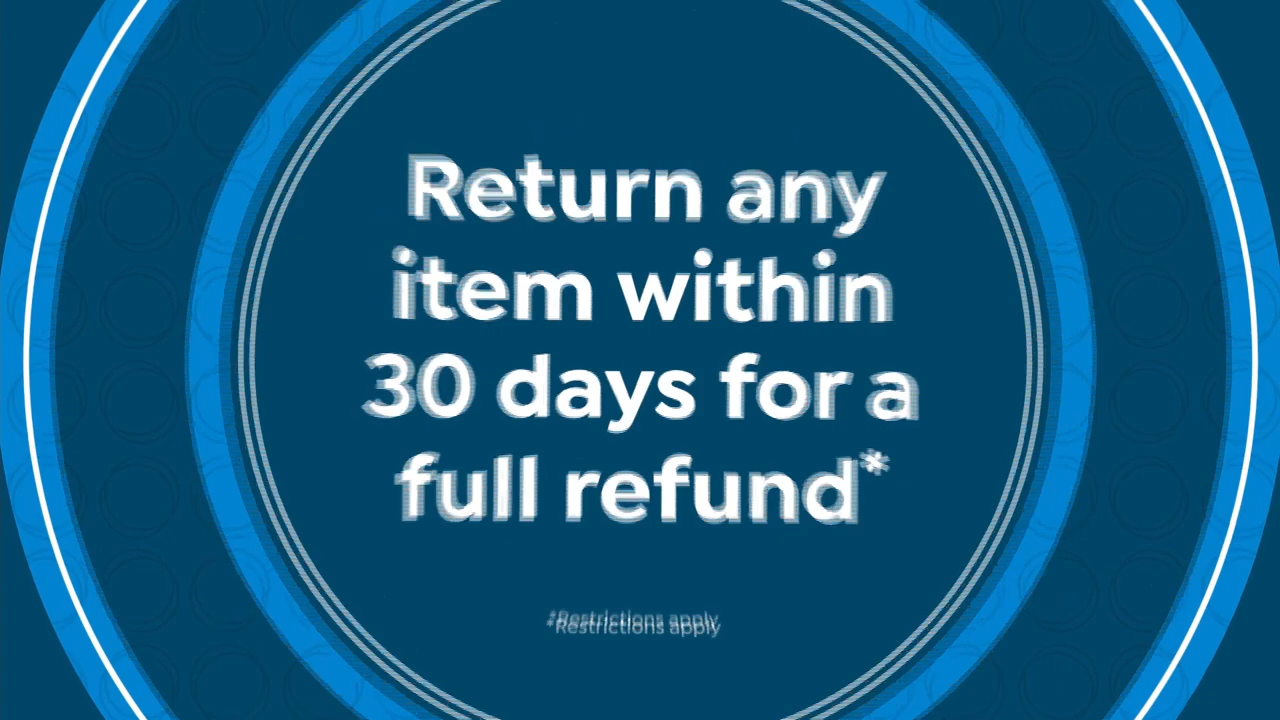 Return any
item within
30 days for a
full refund*
*Restrictions apply